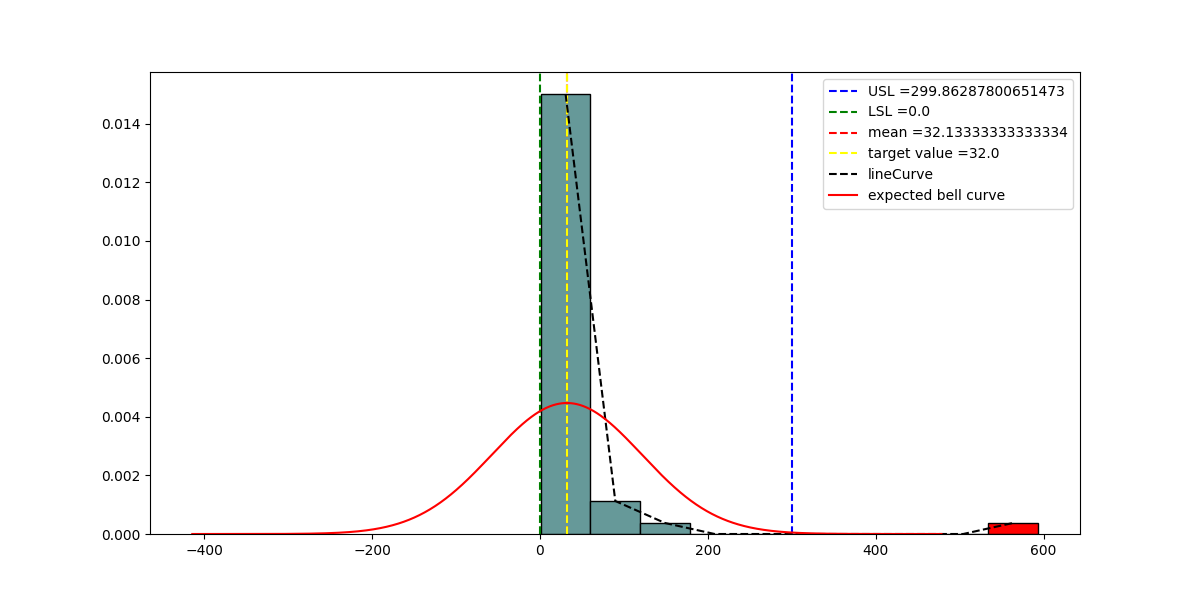 USL =299.86287800651473
LSL =0.0
mean =32.13333333333334
target value =32.0
lineCurve
expected bell curve
0.014
0.012
0.010
0.008
0.006
0.004
0.002
0.000
−400 −200 0 200 400 600